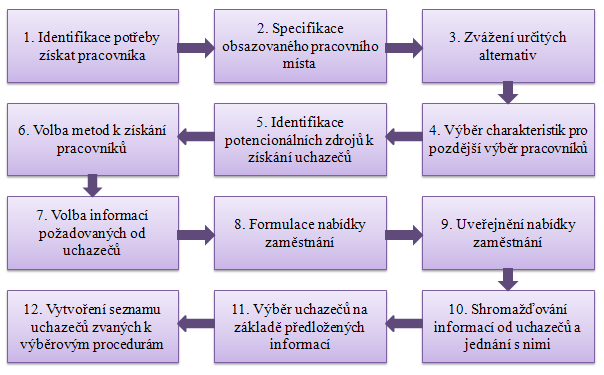 1. Identifikace potřeby
získat pracovníka
2. Specifikace
obsazovaného pracovního
místa
3. Zvážení určitých
alternativ
4. Výběr charakteristik pro
pozdější výběr pracovníků
5. Identifikace
potencionálních zdrojů k
získání uchazečů
6. Volba metod k získání
pracovníků
7. Volba informací
požadovaných od
uchazečů
8. Formulace nabídky
zaměstnání
9. Uveřejnění nabídky
zaměstnání
10. Shromažďování
informací od uchazečů a
jednání s nimi
11. Výběr uchazečů na
základě předložených
informací
12. Vytvoření seznamu
uchazečů zvaných k
výběrovým procedurám